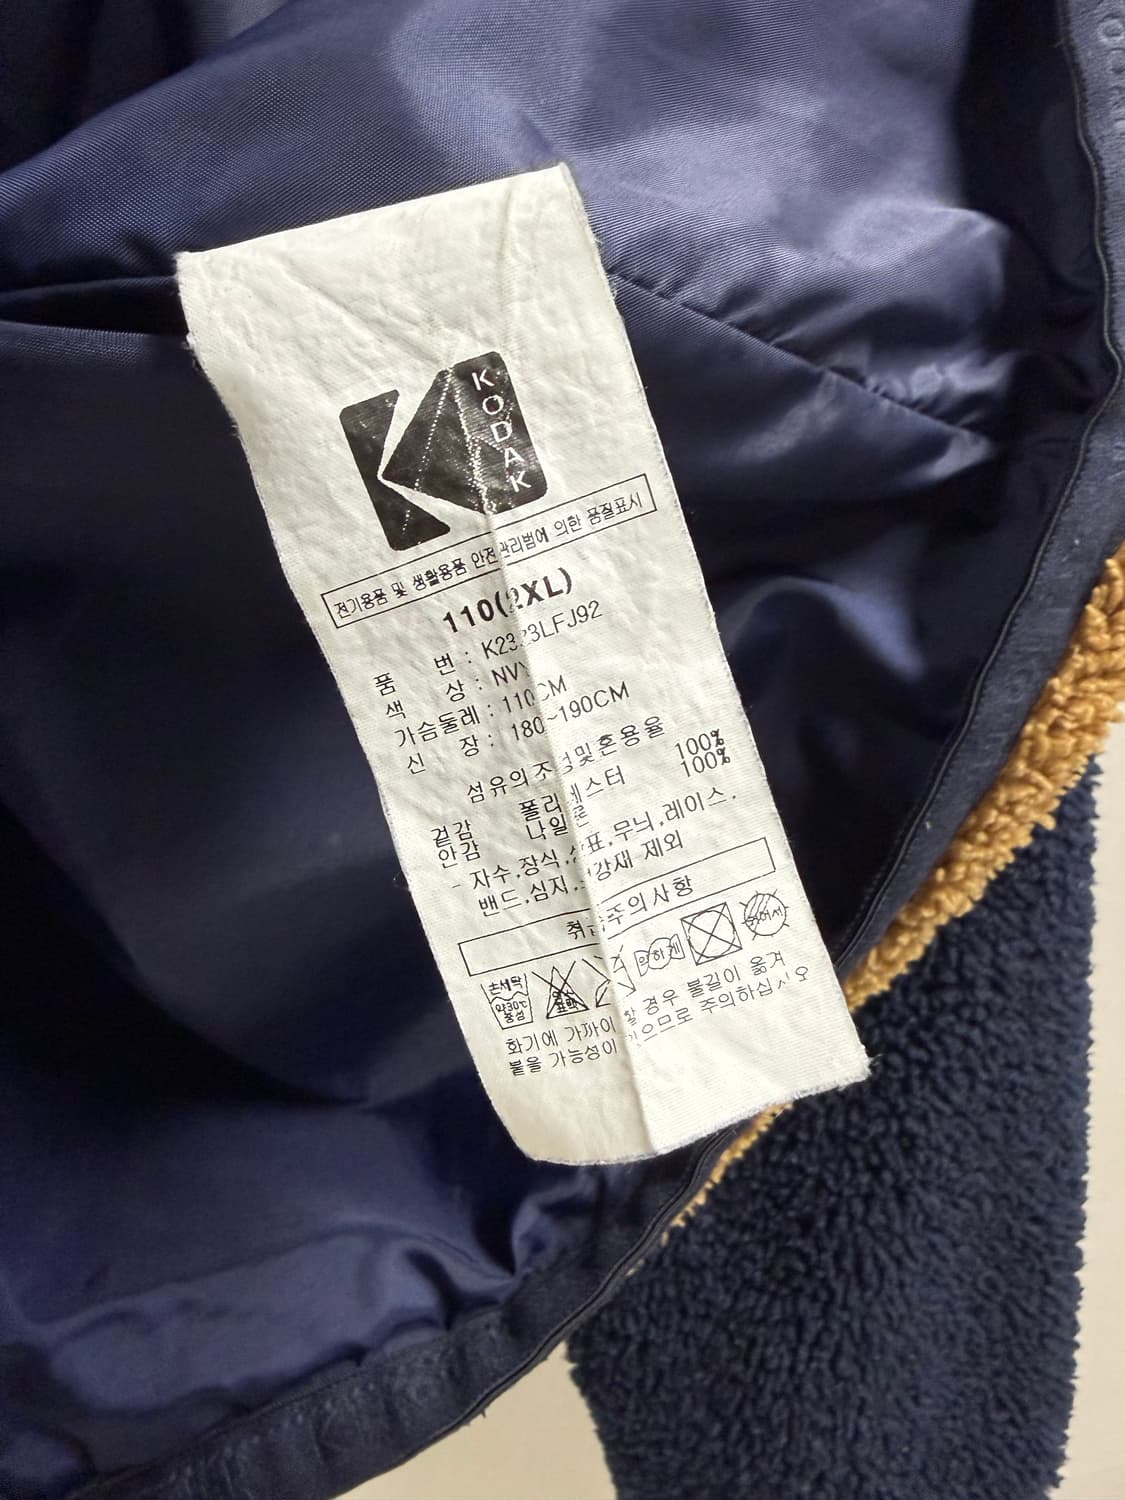 KODAK
전기용품 및 생활용품 안전관리법에 의한 품질표시
110(2XL)
품 번 : LFJ92
색 상 : NVY
가슴둘레 : 110CM
신 장 : 180~190CM
섬유의 조성및혼용율
겉감 폴리에스터 100%
안감 나일론 100%
- 자수,장식,상표,무늬,레이스,
밴드,심지,보강재 제외
취급주의사항
손세탁 약30℃ 중성
약하게
화기에 가까이 할 경우 불길이 옮겨
붙을 가능성이 있으므로 주의하십시오